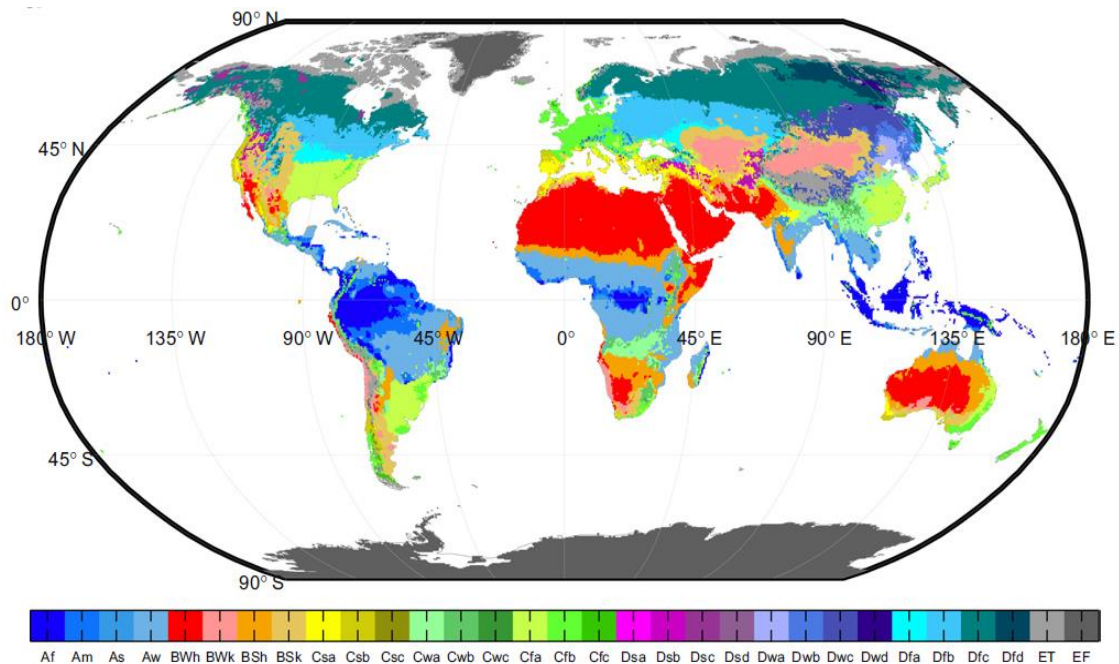 90° N
45° N
0°
180° W 135° W 90° W 45° W 0° 45° E 90° E 135° E 180° E
45° S
90° S
Af Am As Aw BWh BWk BSh BSk Csa Csb Csc Cwa Cwb Cwc Cfa Cfb Cfc Dsa Dsb Dsc Dsd Dwa Dwb Dwc Dwd Dfa Dfb Dfc Dfd ET EF